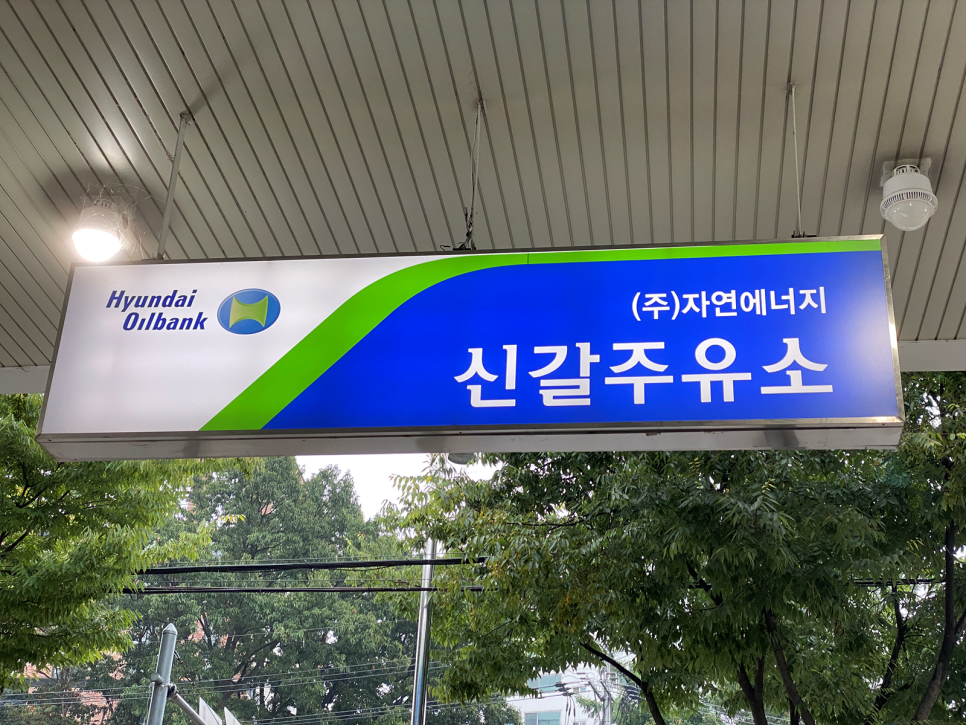 Hyundai
Oilbank
(주)자연에너지
신갈주유소